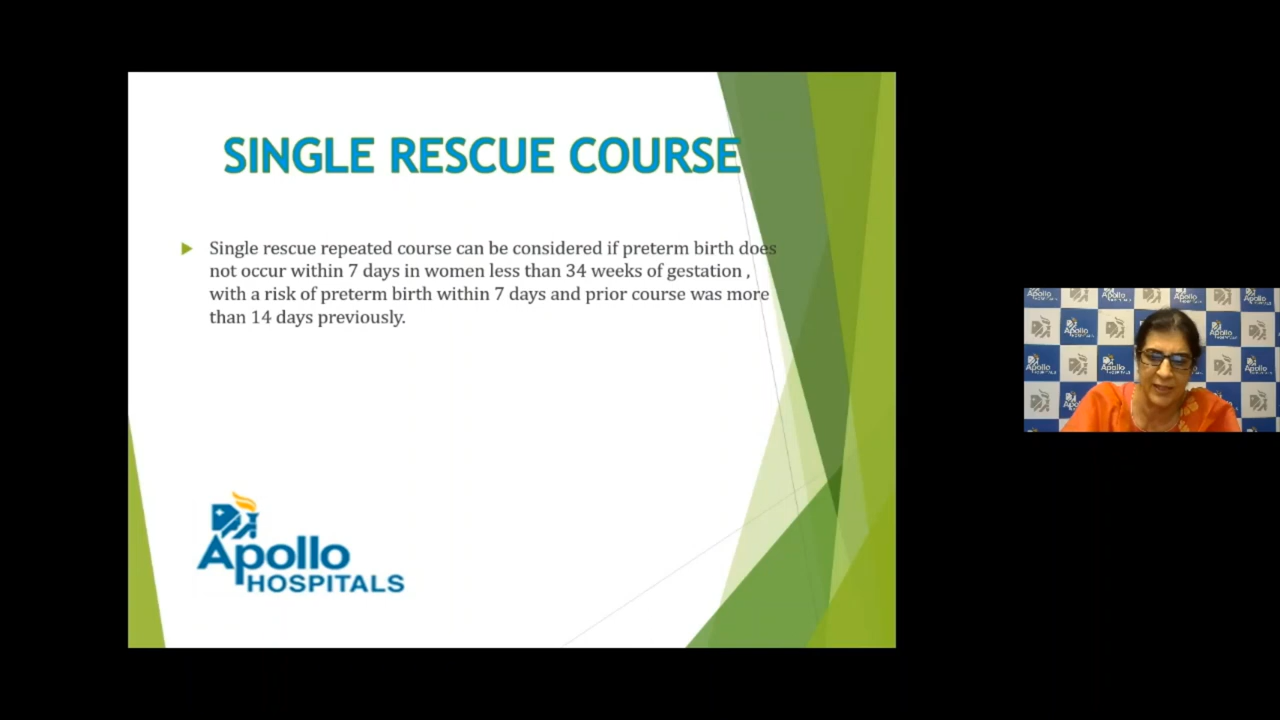 SINGLE RESCUE COURSE
Single rescue repeated course can be considered if preterm birth does
not occur within 7 days in women less than 34 weeks of gestation ,
with a risk of preterm birth within 7 days and prior course was more
than 14 days previously.
Apollo
HOSPITALS